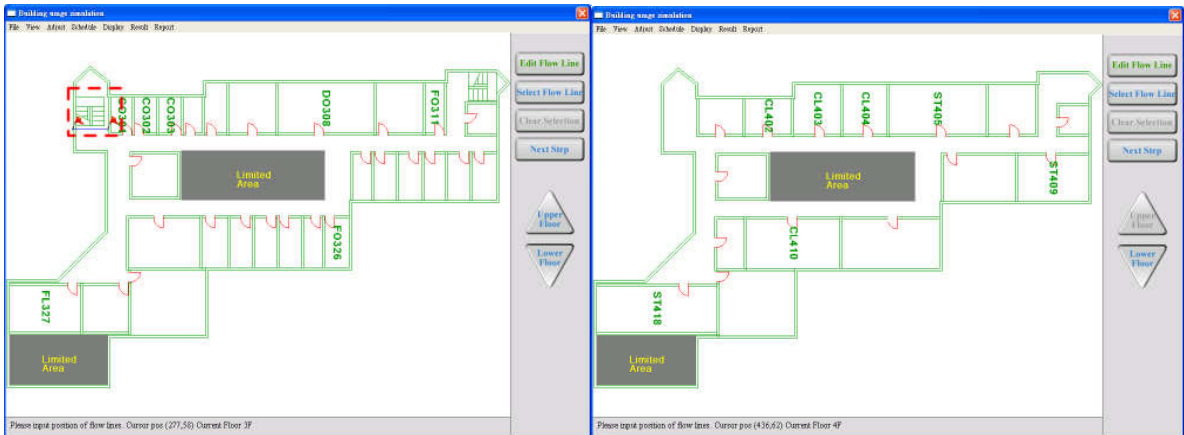 Building usage simulation
File View Adjust Schedule Display Result Report
Edit Flow Line
Select Flow Line
Clear Selection
Next Step
Upper
Floor
Lower
Floor
CO301
CO302
CO303
DO308
FO311
Limited
Area
FO326
FL327
Limited
Area
Please input position of flow lines. Cursor pos (277,58) Current Floor 3F
Building usage simulation
File View Adjust Schedule Display Result Report
Edit Flow Line
Select Flow Line
Clear Selection
Next Step
Upper
Floor
Lower
Floor
CL402
CL403
CL404
ST405
Limited
Area
ST409
CL410
ST418
Limited
Area
Please input position of flow lines. Cursor pos (436,62) Current Floor 4F